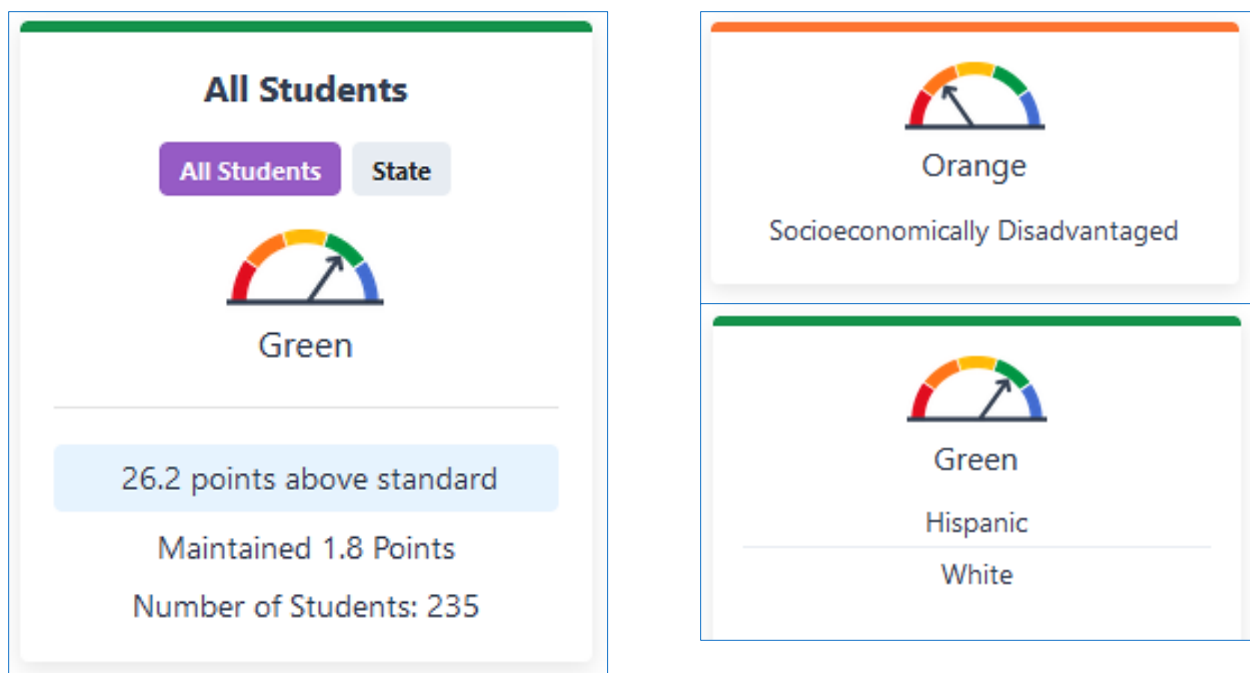 All Students
All Students
State
Green
26.2 points above standard
Maintained 1.8 Points
Number of Students: 235
Orange
Socioeconomically Disadvantaged
Green
Hispanic
White